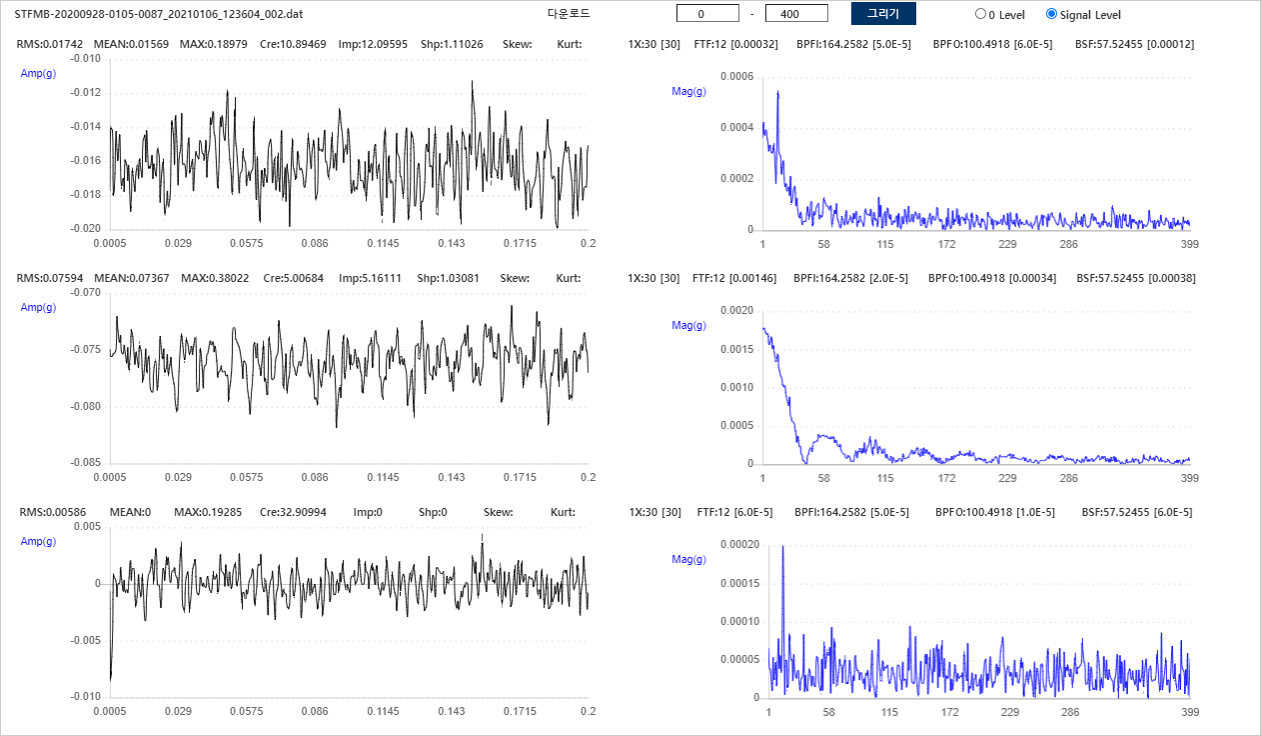 STFMB-20200928-0105-0087_20210106_123604_002.dat 다운로드 0 - 400 그리기 0 Level Signal Level
RMS:0.01742 MEAN:0.01569 MAX:0.18979 Cre:10.89469 Imp:12.09595 Shp:1.11026 Skew: Kurt:
Amp(g)
-0.010
-0.012
-0.014
-0.016
-0.018
-0.020
0.0005 0.029 0.0575 0.086 0.1145 0.143 0.1715 0.2
1X:30 [30] FTF:12 [0.00032] BPFI:164.2582 [5.0E-5] BPFO:100.4918 [6.0E-5] BSF:57.52455 [0.00012]
Mag(g)
0.0006
0.0004
0.0002
0
1 58 115 172 229 286 399
RMS:0.07594 MEAN:0.07367 MAX:0.38022 Cre:5.00684 Imp:5.16111 Shp:1.03081 Skew: Kurt:
Amp(g)
-0.070
-0.075
-0.080
-0.085
0.0005 0.029 0.0575 0.086 0.1145 0.143 0.1715 0.2
1X:30 [30] FTF:12 [0.00146] BPFI:164.2582 [2.0E-5] BPFO:100.4918 [0.00034] BSF:57.52455 [0.00038]
Mag(g)
0.0020
0.0015
0.0010
0.0005
0
1 58 115 172 229 286 399
RMS:0.00586 MEAN:0 MAX:0.19285 Cre:32.90994 Imp:0 Shp:0 Skew: Kurt:
Amp(g)
0.005
0
-0.005
-0.010
0.0005 0.029 0.0575 0.086 0.1145 0.143 0.1715 0.2
1X:30 [30] FTF:12 [6.0E-5] BPFI:164.2582 [5.0E-5] BPFO:100.4918 [1.0E-5] BSF:57.52455 [6.0E-5]
Mag(g)
0.00020
0.00015
0.00010
0.00005
0
1 58 115 172 229 286 399